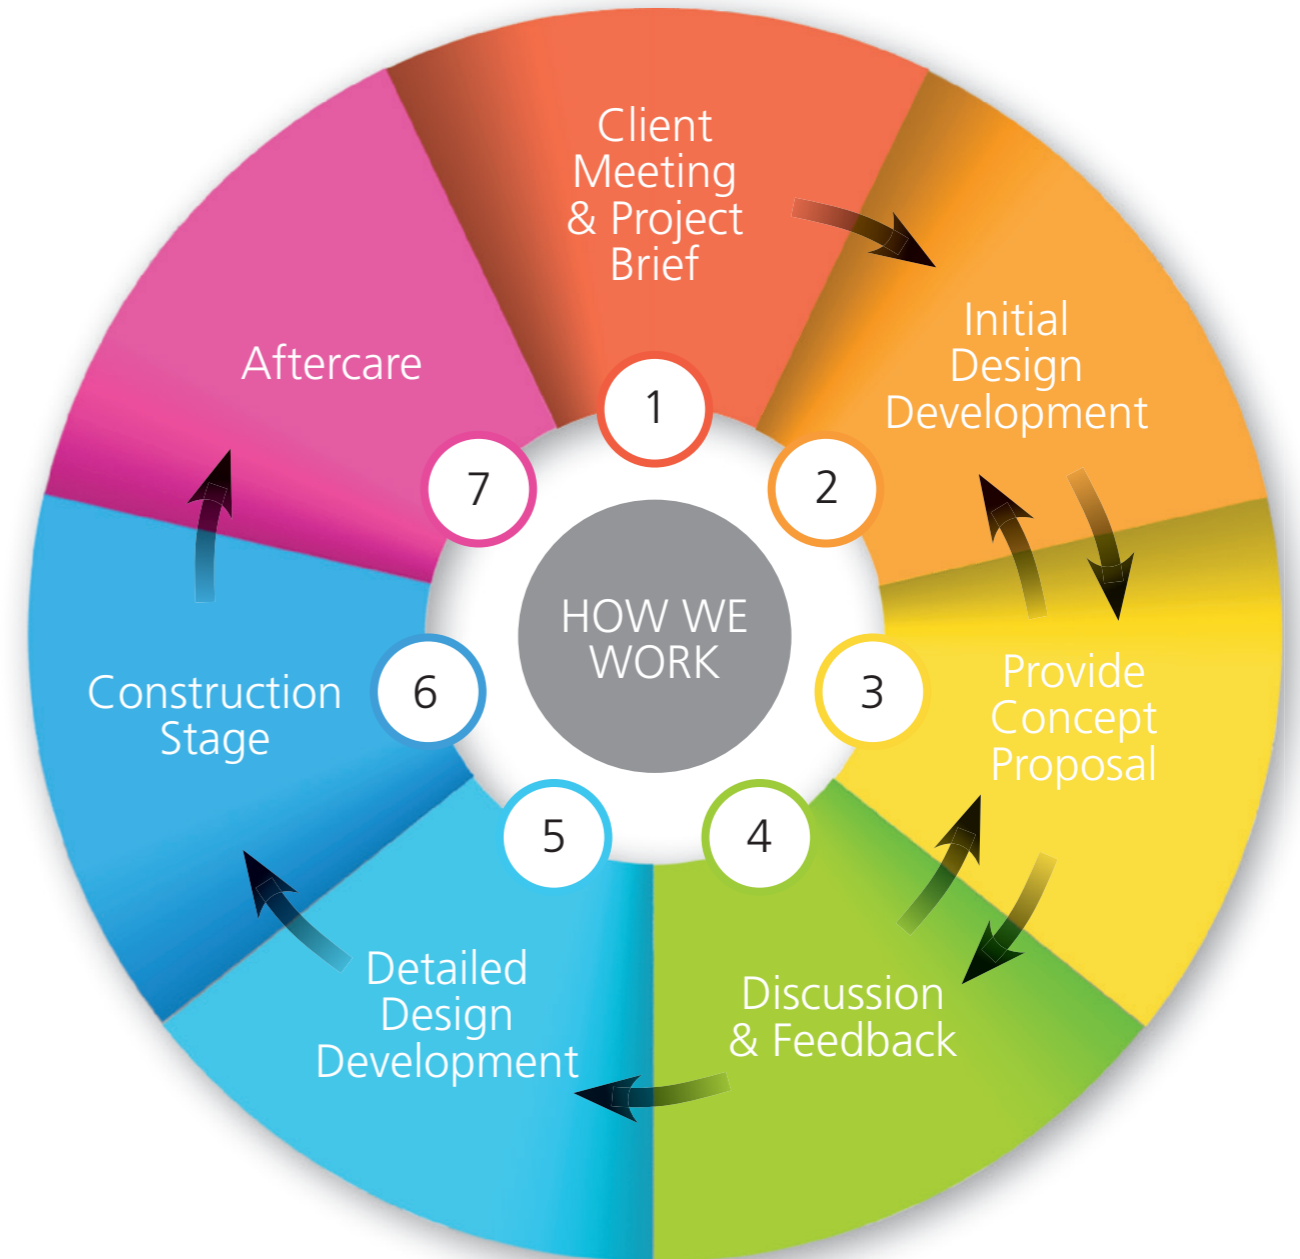 Client
Meeting
& Project
Brief
1
Initial
Design
Development
2
Provide
Concept
Proposal
3
Discussion
& Feedback
4
Detailed
Design
Development
5
Construction
Stage
6
Aftercare
7
HOW WE
WORK